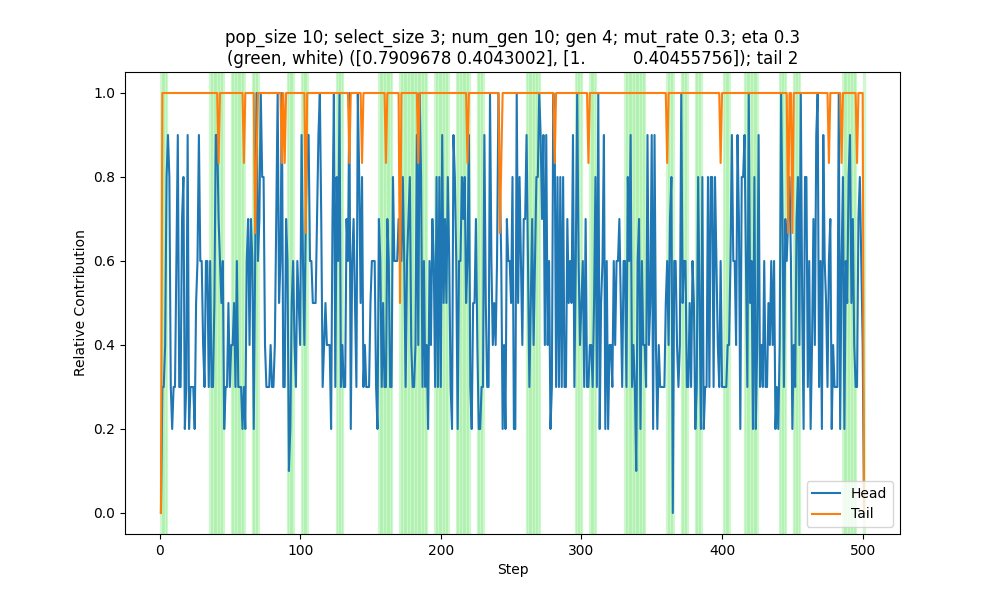 pop_size 10; select_size 3; num_gen 10; gen 4; mut_rate 0.3; eta 0.3
(green, white) ([0.7909678 0.4043002], [1. 0.40455756]); tail 2
1.0
0.8
0.6
0.4
0.2
0.0
Relative Contribution
Head
Tail
0 100 200 300 400 500
Step